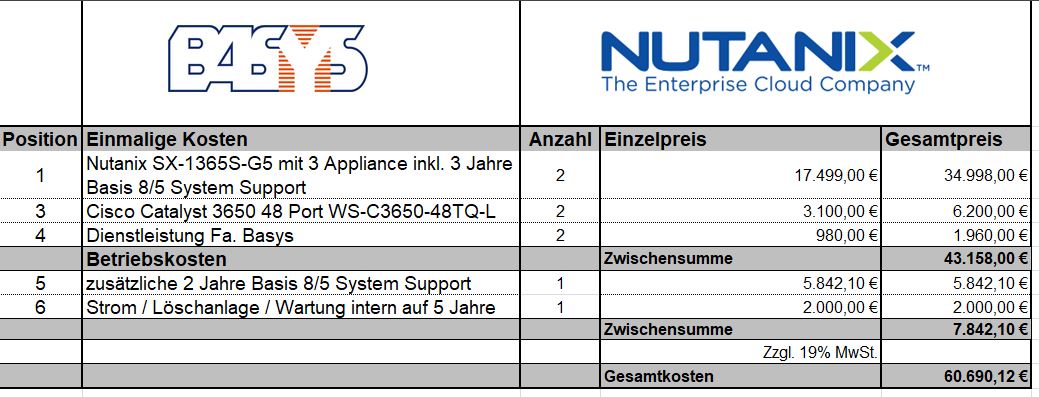 BASYS
NUTANIX™
The Enterprise Cloud Company
Position Einmalige Kosten Anzahl Einzelpreis Gesamtpreis
1 Nutanix SX-1365S-G5 mit 3 Appliance inkl. 3 Jahre
Basis 8/5 System Support 2 17.499,00 € 34.998,00 €
3 Cisco Catalyst 3650 48 Port WS-C3650-48TQ-L 2 3.100,00 € 6.200,00 €
4 Dienstleistung Fa. Basys 2 980,00 € 1.960,00 €
Betriebskosten Zwischensumme 43.158,00 €
5 zusätzliche 2 Jahre Basis 8/5 System Support 1 5.842,10 € 5.842,10 €
6 Strom / Löschanlage / Wartung intern auf 5 Jahre 1 2.000,00 € 2.000,00 €
Zwischensumme 7.842,10 €
Zzgl. 19% MwSt.
Gesamtkosten 60.690,12 €